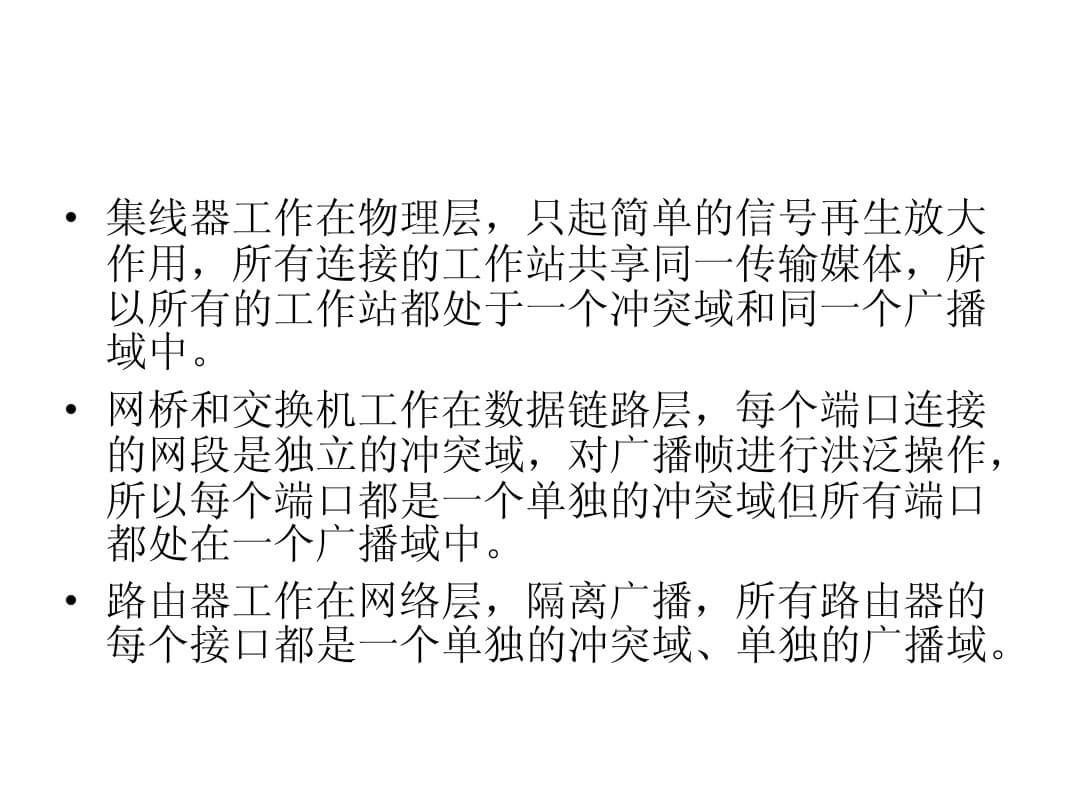 • 集线器工作在物理层，只起简单的信号再生放大
作用，所有连接的工作站共享同一传输媒体，所
以所有的工作站都处于一个冲突域和同一个广播
域中。
• 网桥和交换机工作在数据链路层，每个端口连接
的网段是独立的冲突域，对广播帧进行洪泛操作，
所以每个端口都是一个单独的冲突域但所有端口
都处在一个广播域中。
• 路由器工作在网络层，隔离广播，所有路由器的
每个接口都是一个单独的冲突域、单独的广播域。